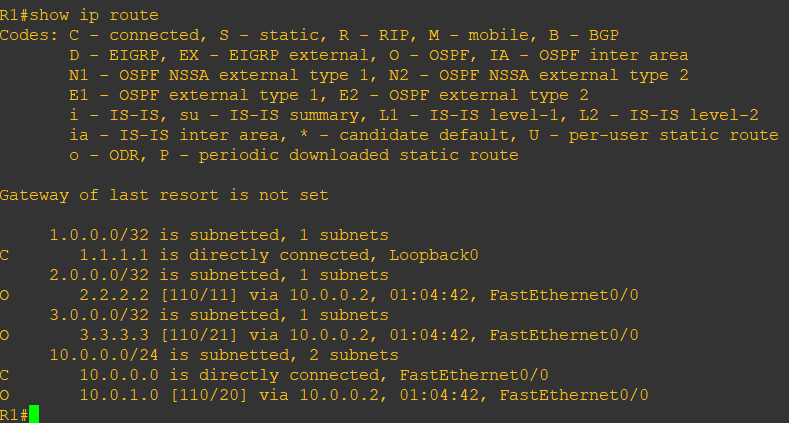 R1#show ip route
Codes: C - connected, S - static, R - RIP, M - mobile, B - BGP
       D - EIGRP, EX - EIGRP external, O - OSPF, IA - OSPF inter area
       N1 - OSPF NSSA external type 1, N2 - OSPF NSSA external type 2
       E1 - OSPF external type 1, E2 - OSPF external type 2
       i - IS-IS, su - IS-IS summary, L1 - IS-IS level-1, L2 - IS-IS level-2
       ia - IS-IS inter area, * - candidate default, U - per-user static route
       o - ODR, P - periodic downloaded static route

Gateway of last resort is not set

     1.0.0.0/32 is subnetted, 1 subnets
C       1.1.1.1 is directly connected, Loopback0
     2.0.0.0/32 is subnetted, 1 subnets
O       2.2.2.2 [110/11] via 10.0.0.2, 01:04:42, FastEthernet0/0
     3.0.0.0/32 is subnetted, 1 subnets
O       3.3.3.3 [110/21] via 10.0.0.2, 01:04:42, FastEthernet0/0
     10.0.0.0/24 is subnetted, 2 subnets
C       10.0.0.0 is directly connected, FastEthernet0/0
O       10.0.1.0 [110/20] via 10.0.0.2, 01:04:42, FastEthernet0/0
R1#